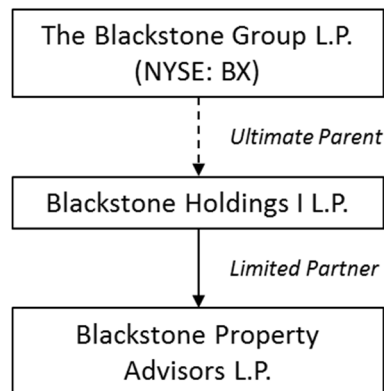 The Blackstone Group L.P.
(NYSE: BX)
Ultimate Parent
Blackstone Holdings I L.P.
Limited Partner
Blackstone Property
Advisors L.P.